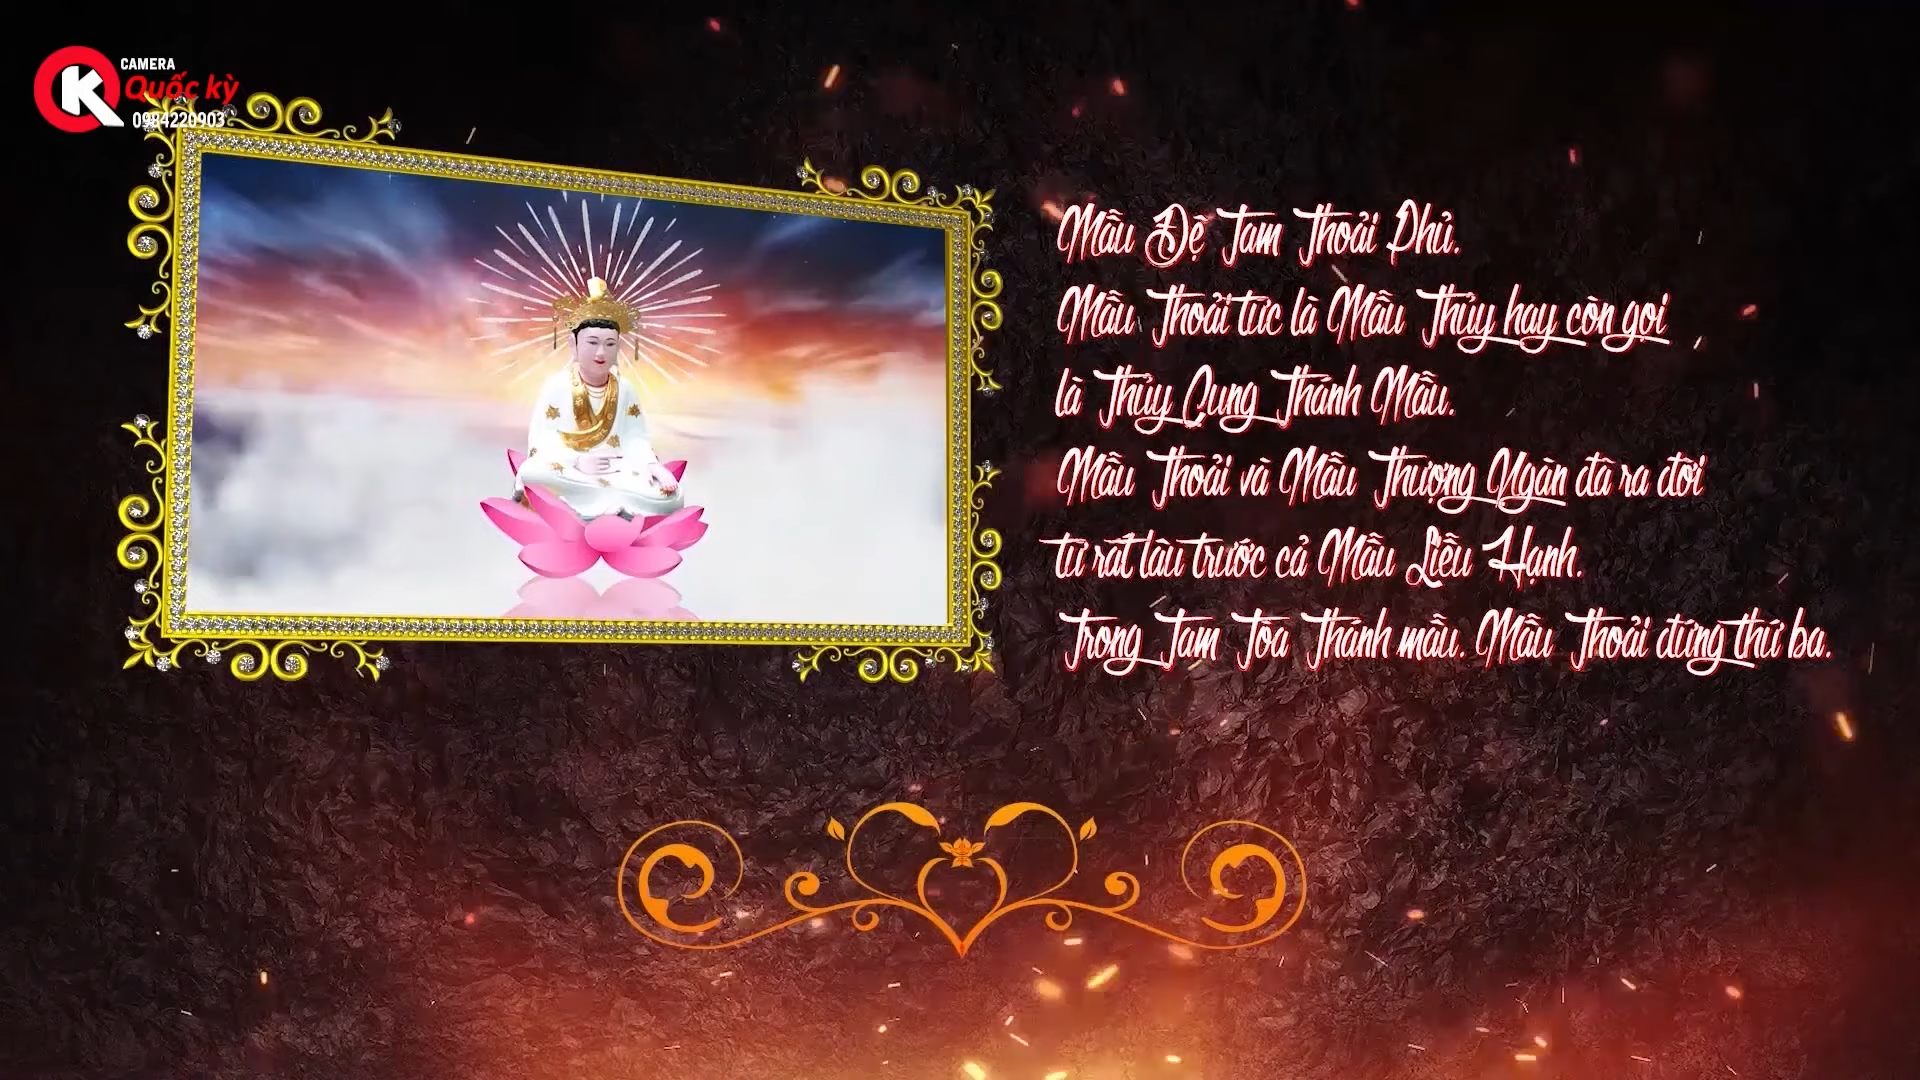 CAMERA
Quốc kỳ
0984220903
Mẫu Đệ Tam Thoải Phủ.
Mẫu Thoải tức là Mẫu Thủy hay còn gọi
là Thủy Cung Thánh Mẫu.
Mẫu Thoải và Mẫu Thượng Ngàn đã ra đời
từ rất lâu trước cả Mẫu Liễu Hạnh.
Trong Tam Tòa Thánh mẫu. Mẫu Thoải đứng thứ ba.